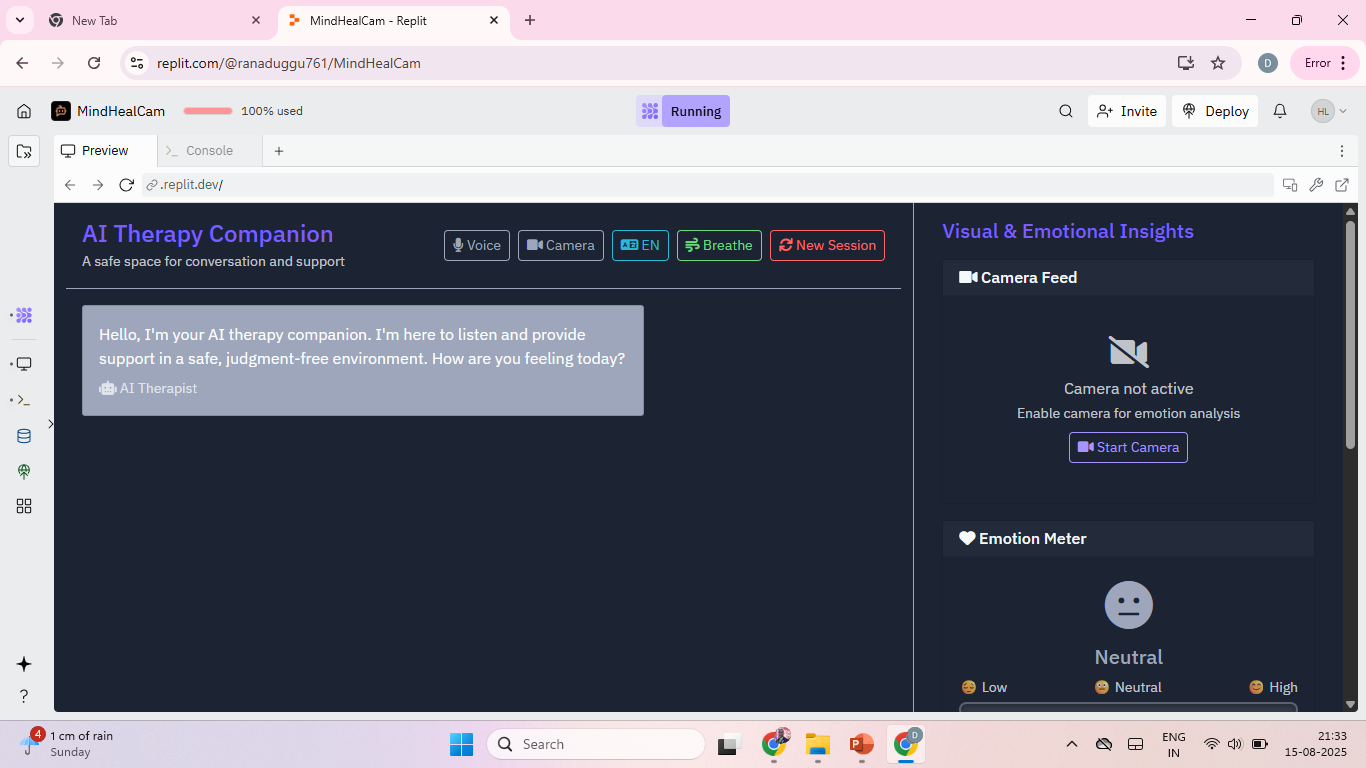 New Tab
MindHealCam - Replit
replit.com/@ranaduggu761/MindHealCam
D
Error
MindHealCam
100% used
Running
Invite
Deploy
HL
Preview
Console
.replit.dev/
AI Therapy Companion
A safe space for conversation and support
Voice
Camera
EN
Breathe
New Session
Hello, I'm your AI therapy companion. I'm here to listen and provide
support in a safe, judgment-free environment. How are you feeling today?
AI Therapist
Visual & Emotional Insights
Camera Feed
Camera not active
Enable camera for emotion analysis
Start Camera
Emotion Meter
Neutral
Low
Neutral
High
4
1 cm of rain
Sunday
Search
D
ENG
IN
21:33
15-08-2025